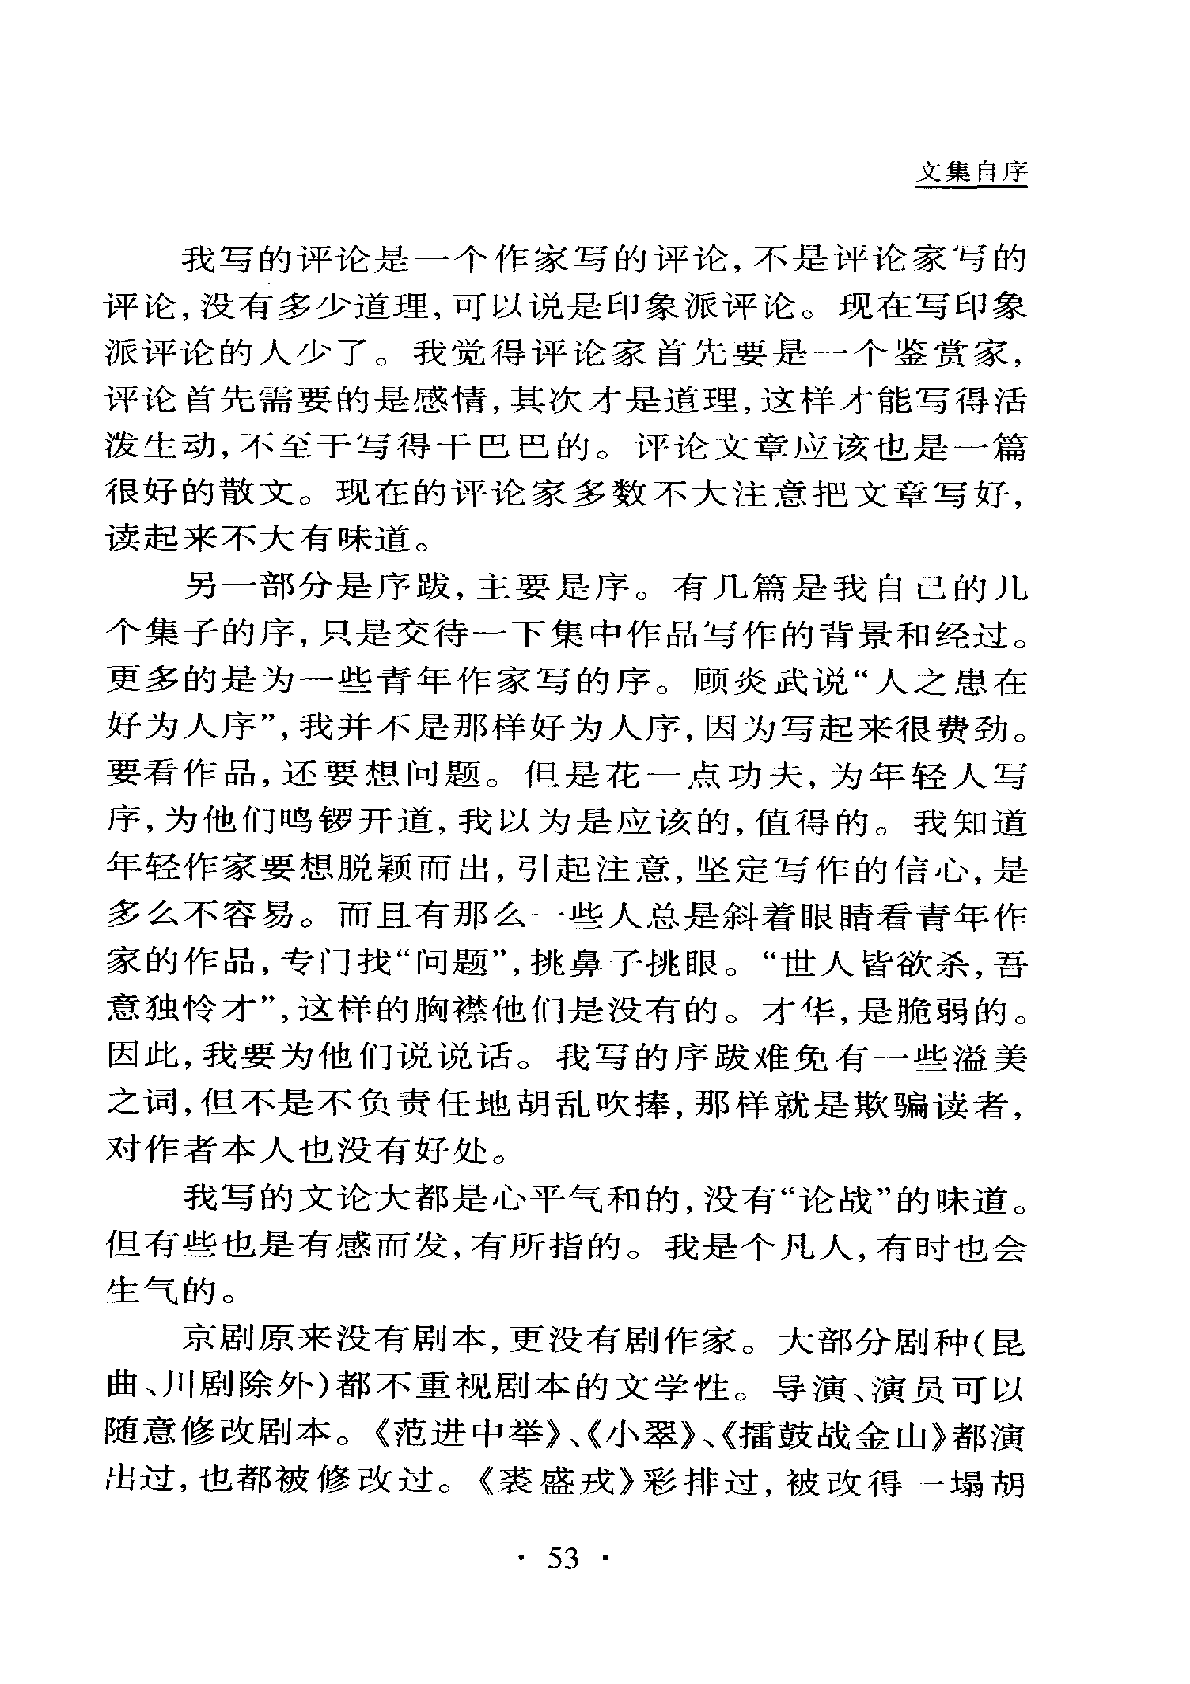 文集自序
我写的评论是一个作家写的评论,不是评论家写的
评论,没有多少道理,可以说是印象派评论。现在写印象
派评论的人少了。我觉得评论家首先要是一个鉴赏家,
评论首先需要的是感情,其次才是道理,这样才能写得活
泼生动,不至于写得干巴巴的。评论文章应该也是一篇
很好的散文。现在的评论家多数不大注意把文章写好,
读起来不大有味道。
另一部分是序跋,主要是序。有几篇是我自己的几
个集子的序,只是交待一下集中作品写作的背景和经过。
更多的是为一些青年作家写的序。顾炎武说“人之患在
好为人序”,我并不是那样好为人序,因为写起来很费劲。
要看作品,还要想问题。但是花一点功夫,为年轻人写
序,为他们鸣锣开道,我以为是应该的,值得的。我知道
年轻作家要想脱颖而出,引起注意,坚定写作的信心,是
多么不容易。而且有那么一些人总是斜着眼睛看青年作
家的作品,专门找“问题”,挑鼻子挑眼。“世人皆欲杀,吾
意独怜才”,这样的胸襟他们是没有的。才华,是脆弱的。
因此,我要为他们说说话。我写的序跋难免有一些溢美
之词,但不是不负责任地胡乱吹捧,那样就是欺骗读者,
对作者本人也没有好处。
我写的文论大都是心平气和的,没有“论战”的味道。
但有些也是有感而发,有所指的。我是个凡人,有时也会
生气的。
京剧原来没有剧本,更没有剧作家。大部分剧种(昆
曲、川剧除外)都不重视剧本的文学性。导演、演员可以
随意修改剧本。《范进中举》、《小翠》、《擂鼓战金山》都演
出过,也都被修改过。《裘盛戎》彩排过,被改得一塌胡
· 53 ·